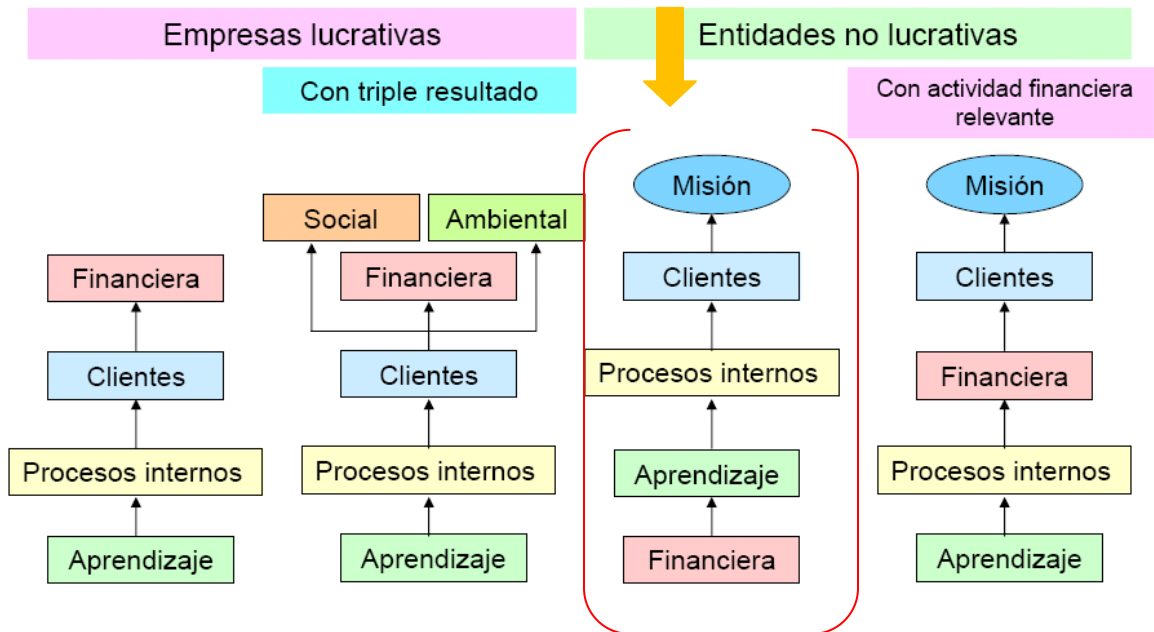 Empresas lucrativas
Entidades no lucrativas
Con triple resultado
Con actividad financiera
relevante
Social
Ambiental
Financiera
Clientes
Procesos internos
Aprendizaje
Financiera
Clientes
Procesos internos
Aprendizaje
Misión
Clientes
Procesos internos
Aprendizaje
Financiera
Misión
Clientes
Financiera
Procesos internos
Aprendizaje